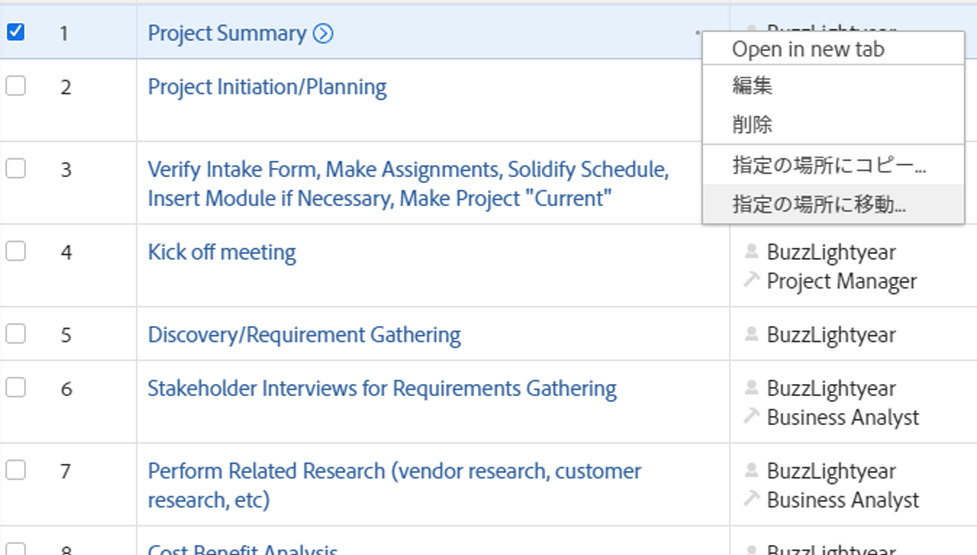 1
Project Summary
Open in new tab
編集
削除
指定の場所にコピー...
指定の場所に移動...
2
Project Initiation/Planning
3
Verify Intake Form, Make Assignments, Solidify Schedule,
Insert Module if Necessary, Make Project "Current"
4
Kick off meeting
BuzzLightyear
Project Manager
5
Discovery/Requirement Gathering
BuzzLightyear
6
Stakeholder Interviews for Requirements Gathering
BuzzLightyear
Business Analyst
7
Perform Related Research (vendor research, customer
research, etc)
BuzzLightyear
Business Analyst
8
Cost Benefit Analysis
BuzzLightyear